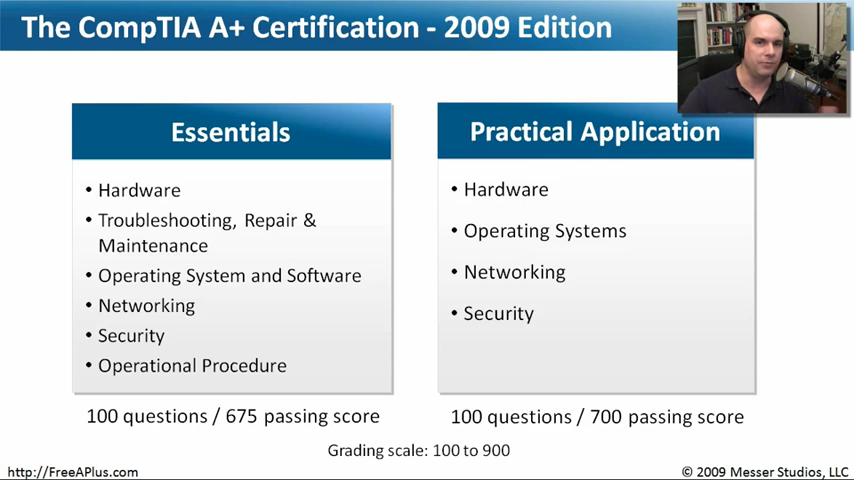 The CompTIA A+ Certification - 2009 Edition
Essentials
• Hardware
• Troubleshooting, Repair &
Maintenance
• Operating System and Software
• Networking
• Security
• Operational Procedure
100 questions / 675 passing score
Practical Application
• Hardware
• Operating Systems
• Networking
• Security
100 questions / 700 passing score
Grading scale: 100 to 900
http://FreeAPlus.com
© 2009 Messer Studios, LLC